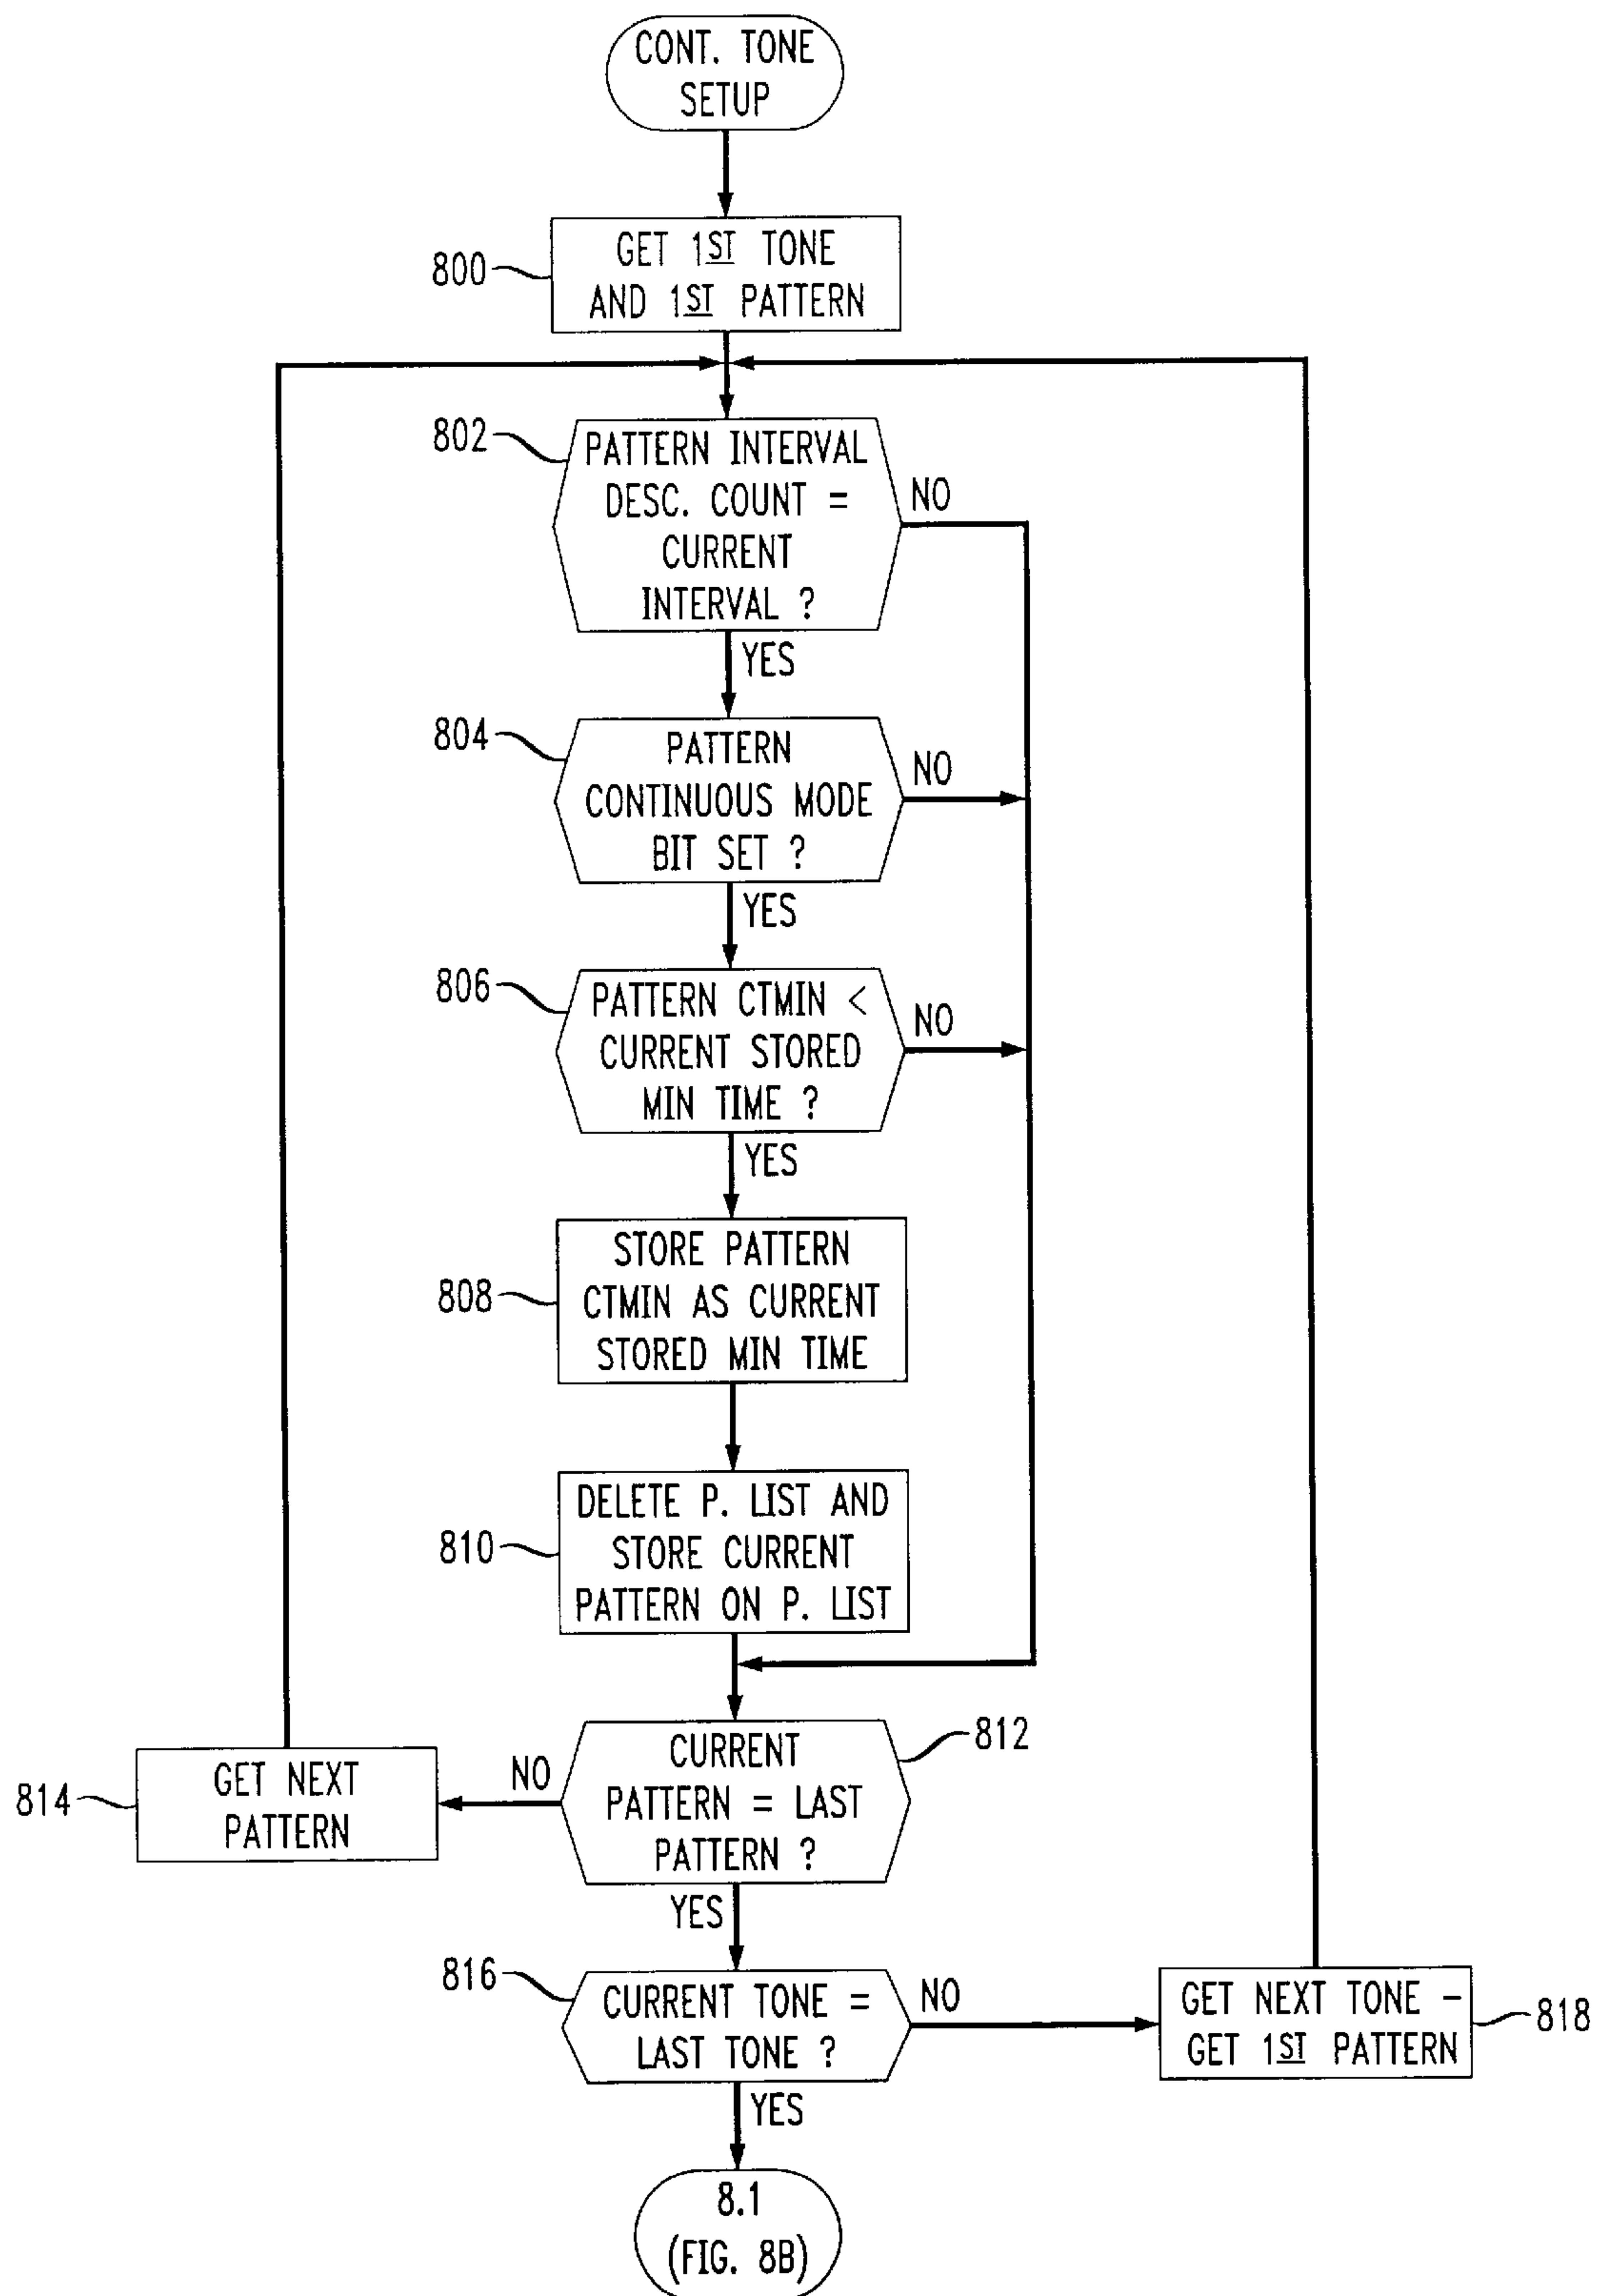 CONT. TONE
SETUP
800
GET 1ST TONE
AND 1ST PATTERN
802
PATTERN INTERVAL
DESC. COUNT =
CURRENT
INTERVAL ?
NO
YES
804
PATTERN
CONTINUOUS MODE
BIT SET ?
NO
YES
806
PATTERN CTMIN <
CURRENT STORED
MIN TIME ?
NO
YES
808
STORE PATTERN
CTMIN AS CURRENT
STORED MIN TIME
810
DELETE P. LIST AND
STORE CURRENT
PATTERN ON P. LIST
812
CURRENT
PATTERN = LAST
PATTERN ?
NO
814
GET NEXT
PATTERN
YES
816
CURRENT TONE =
LAST TONE ?
NO
GET NEXT TONE –
GET 1ST PATTERN
818
YES
8.1
(FIG. 8B)